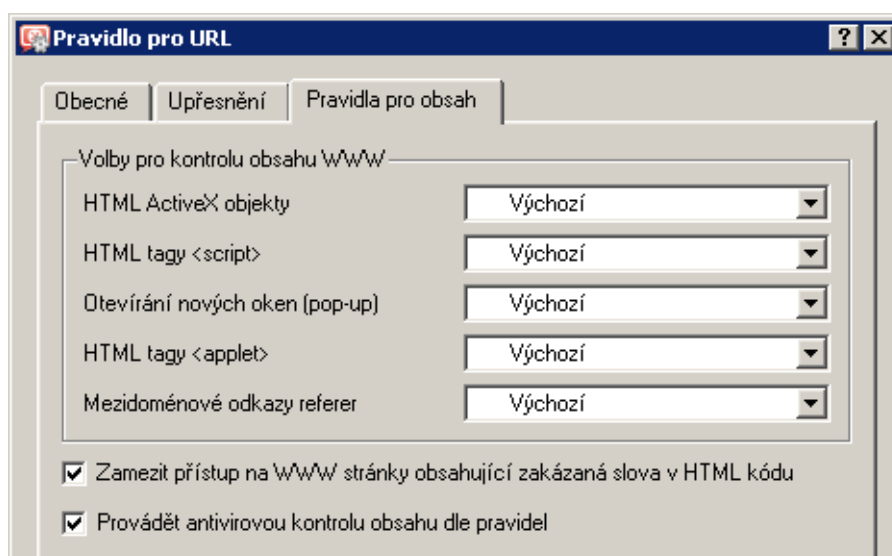 Pravidlo pro URL
Obecné Upřesnění Pravidla pro obsah
Volby pro kontrolu obsahu WWW
HTML ActiveX objekty Výchozí
HTML tagy <script> Výchozí
Otevírání nových oken (pop-up) Výchozí
HTML tagy <applet> Výchozí
Mezidoménové odkazy referer Výchozí
Zamezit přístup na WWW stránky obsahující zakázaná slova v HTML kódu
Provádět antivirovou kontrolu obsahu dle pravidel